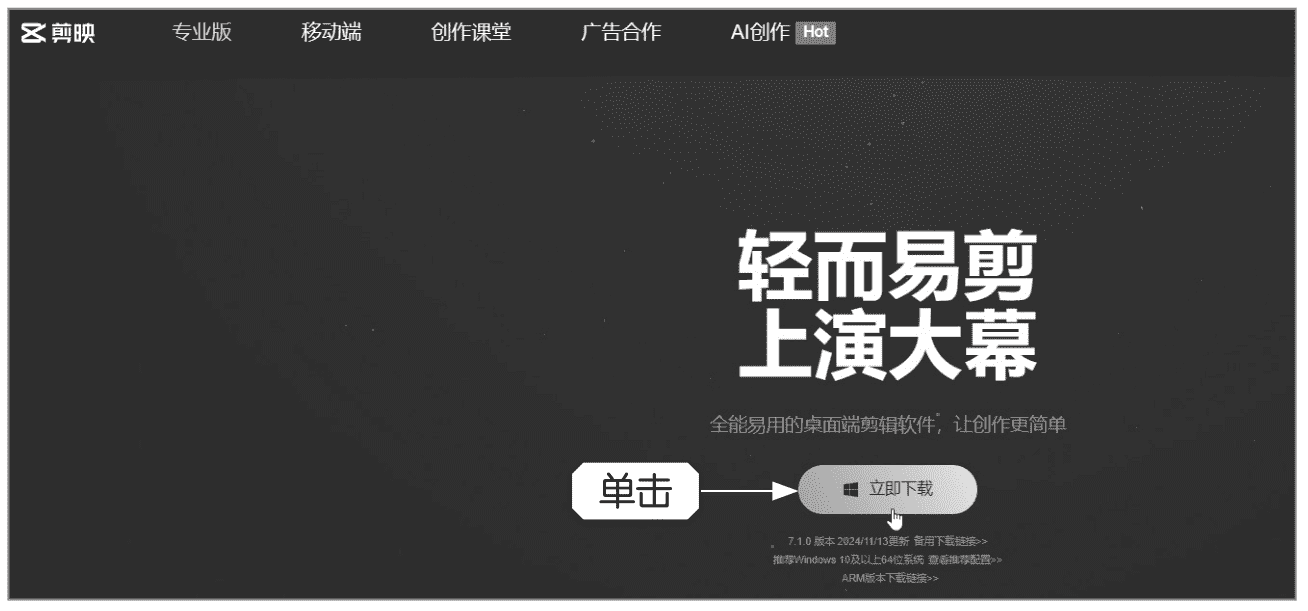 剪映 专业版 移动端 创作课堂 广告合作 AI创作 Hot
轻而易剪
上演大幕
全能易用的桌面端剪辑软件，让创作更简单
单击 立即下载
7.1.0 版本 2024/11/13更新 备用下载链接>>
推荐Windows 10及以上64位系统 查看推荐配置>>
ARM版本下载链接>>